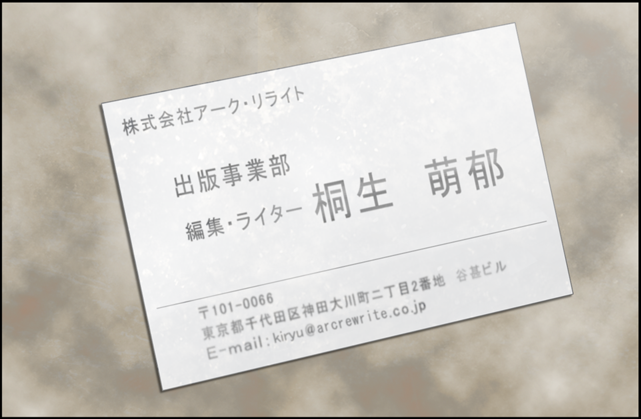 株式会社アーク・リライト
出版事業部
編集・ライター 桐生 萌郁
〒101-0066
東京都千代田区神田大川町二丁目2番地 谷甚ビル
E-mail:kiryu@arcrewrite.co.jp